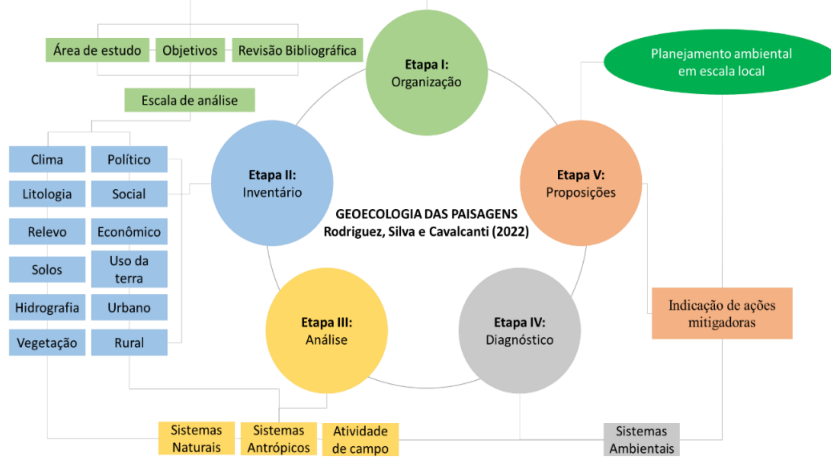 Área de estudo
Objetivos
Revisão Bibliográfica
Escala de análise
Etapa I:
Organização
Planejamento ambiental
em escala local
Clima
Político
Litologia
Social
Relevo
Econômico
Solos
Uso da
terra
Hidrografia
Urbano
Vegetação
Rural
Etapa II:
Inventário
GEOECOLOGIA DAS PAISAGENS
Rodriguez, Silva e Cavalcanti (2022)
Etapa V:
Proposições
Etapa III:
Análise
Etapa IV:
Diagnóstico
Indicação de ações
mitigadoras
Sistemas
Naturais
Sistemas
Antrópicos
Atividade
de campo
Sistemas
Ambientais